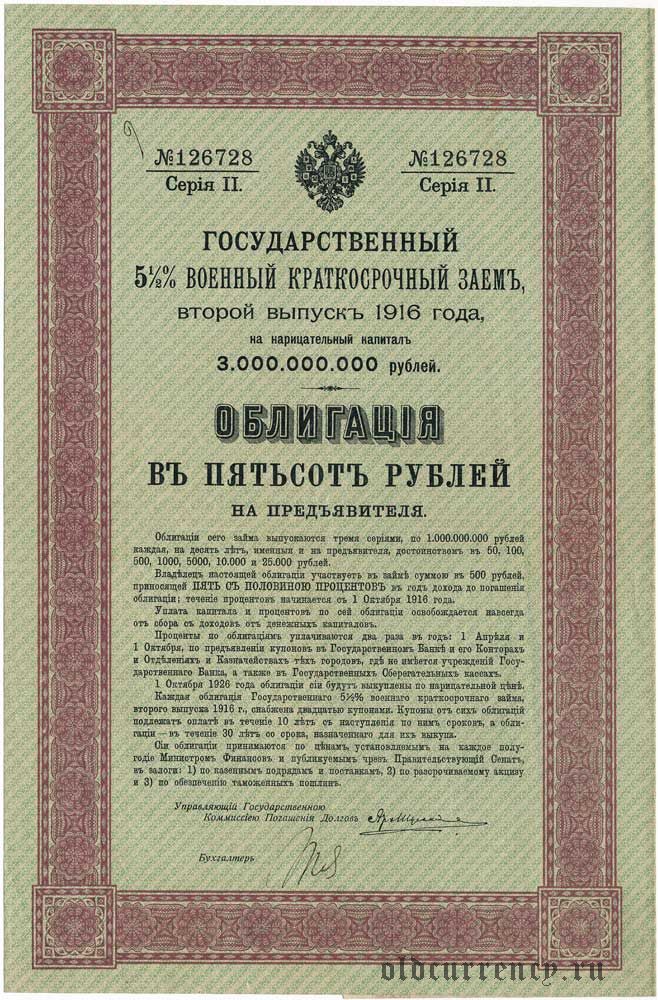 №126728 №126728
Серія II. Серія II.
ГОСУДАРСТВЕННЫЙ
5½% ВОЕННЫЙ КРАТКОСРОЧНЫЙ ЗАЕМЪ,
второй выпускъ 1916 года,
на нарицательный капиталъ
3.000.000.000 рублей.
ОБЛИГАЦІЯ
ВЪ ПЯТЬСОТЪ РУБЛЕЙ
НА ПРЕДЪЯВИТЕЛЯ.
Облигаціи сего займа выпускаются тремя серіями, по 1.000.000.000 рублей
каждая, на десять лѣтъ, именныя и на предъявителя, достоинствомъ въ 50, 100,
500, 1000, 5000, 10.000 и 25.000 рублей.
Владѣлецъ настоящей облигаціи участвуетъ въ займѣ суммою въ 500 рублей,
приносящей ПЯТЬ СЪ ПОЛОВИНОЮ ПРОЦЕНТОВЪ въ годъ дохода до погашенія
облигаціи; теченіе процентовъ начинается съ 1 Октября 1916 года.
Уплата капитала и процентовъ по сей облигаціи освобождается навсегда
отъ сбора съ доходовъ отъ денежныхъ капиталовъ.
Проценты по облигаціямъ уплачиваются два раза въ годъ: 1 Апрѣля и
1 Октября, по предъявленіи купоновъ въ Государственномъ Банкѣ и его Конторахъ
и Отдѣленіяхъ и Казначействахъ тѣхъ городовъ, гдѣ не имѣется учрежденій Госу-
дарственнаго Банка, а также въ Государственныхъ Сберегательныхъ кассахъ.
1 Октября 1926 года облигаціи сіи будутъ выкуплены по нарицательной цѣнѣ.
Каждая облигація Государственнаго 5½% военнаго краткосрочнаго займа,
второго выпуска 1916 г., снабжена двадцатью купонами. Купоны отъ сихъ облигацій
подлежатъ оплатѣ въ теченіе 10 лѣтъ съ наступленія по нимъ сроковъ, а обли-
гаціи — въ теченіе 30 лѣтъ со срока, назначеннаго для ихъ выкупа.
Сіи облигаціи принимаются по цѣнамъ, установляемымъ на каждое полу-
годіе Министромъ Финансовъ и публикуемымъ чрезъ Правительствующій Сенатъ,
въ залоги: 1) по казеннымъ подрядамъ и поставкамъ, 2) по разсрочиваемому акцизу
и 3) по обезпеченію таможенныхъ пошлинъ.
Управляющій Государственною
Коммиссіею Погашенія Долговъ
Бухгалтеръ
oldcurrency.ru